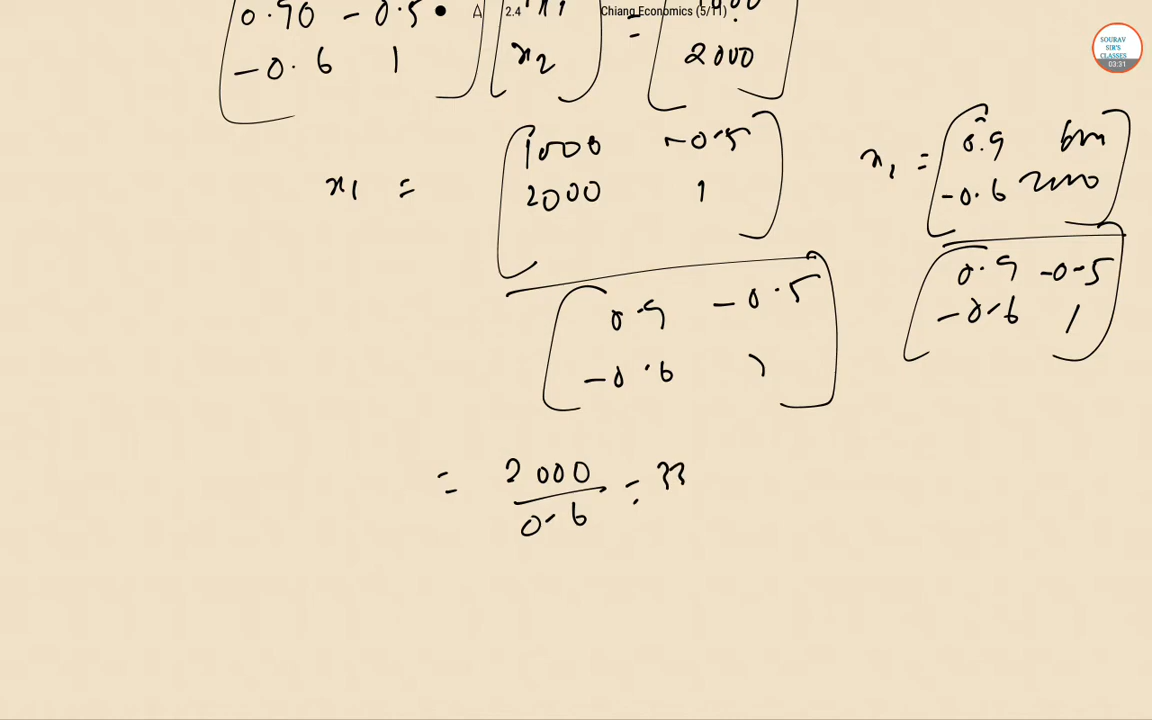 A 2.4 Chiang Economics (5/11)
0.90 -0.5 x1
-0.6 1 x2 = 2000
SOURAV
SIR'S
CLASSES
03:31
x1 = 1000 -0.5
2000 1
0.9 -0.5
-0.6 1
x1 = 0.9
-0.6 2000
0.9 -0.5
-0.6 1
= 2000
0.6 = 33